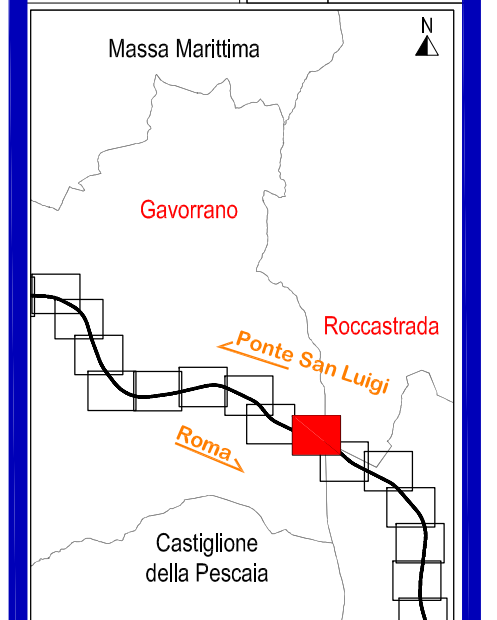 N
Massa Marittima
Gavorrano
Roccastrada
Ponte San Luigi
Roma
Castiglione
della Pescaia